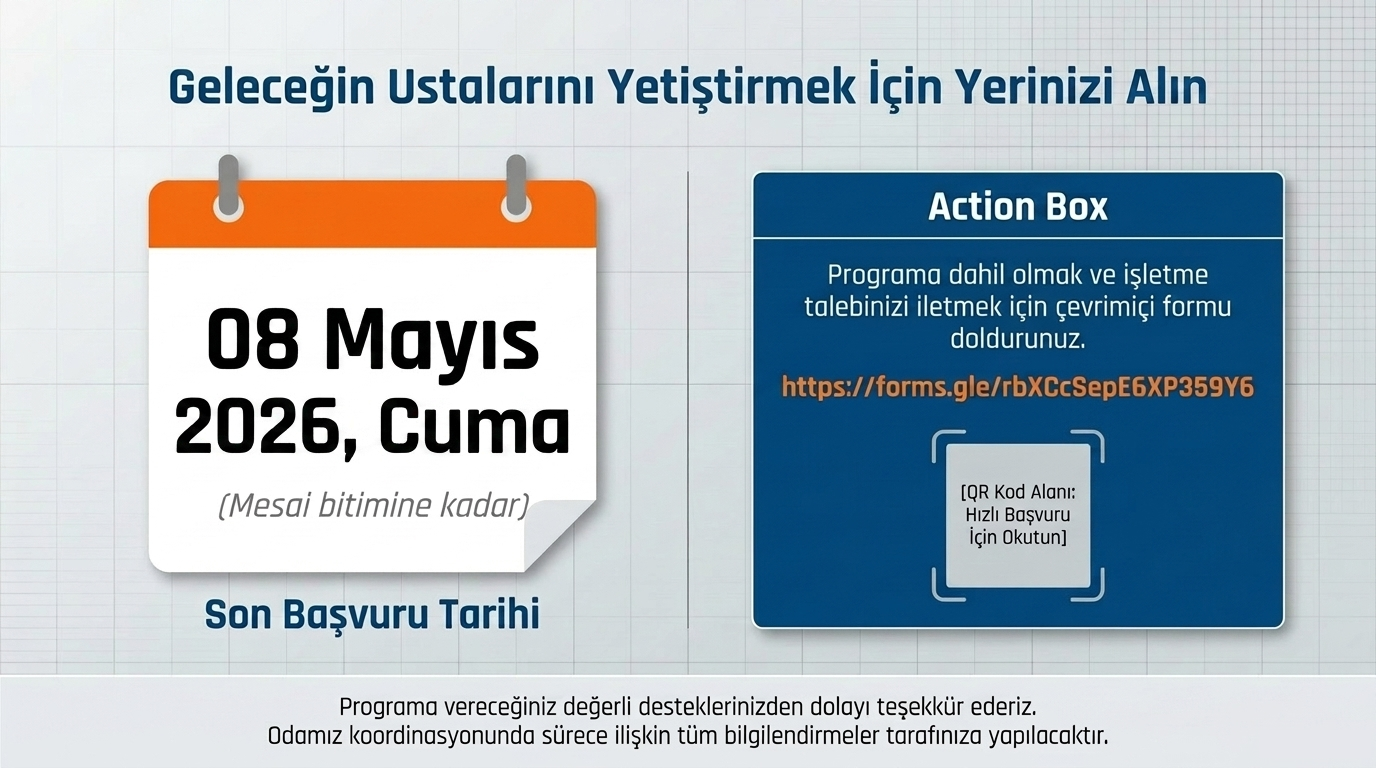 Geleceğin Ustalarını Yetiştirmek İçin Yerinizi Alın
08 Mayıs
2026, Cuma
(Mesai bitimine kadar)
Son Başvuru Tarihi
Action Box
Programa dahil olmak ve işletme
talebinizi iletmek için çevrimiçi formu
doldurunuz.
https://forms.gle/rbXCcSepE6XP359Y6
[QR Kod Alanı:
Hızlı Başvuru
İçin Okutun]
Programa vereceğiniz değerli desteklerinizden dolayı teşekkür ederiz.
Odamız koordinasyonunda sürece ilişkin tüm bilgilendirmeler tarafınıza yapılacaktır.